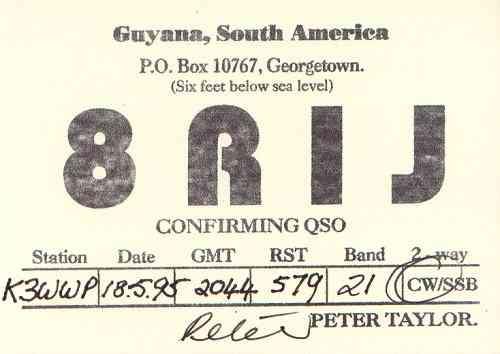 Guyana, South America
P.O. Box 10767, Georgetown.
(Six feet below sea level)
8RIJ
CONFIRMING QSO
Station Date GMT RST Band 2-way
K3WWP 18.5.95 2044 579 21 CW/SSB
Peter PETER TAYLOR.